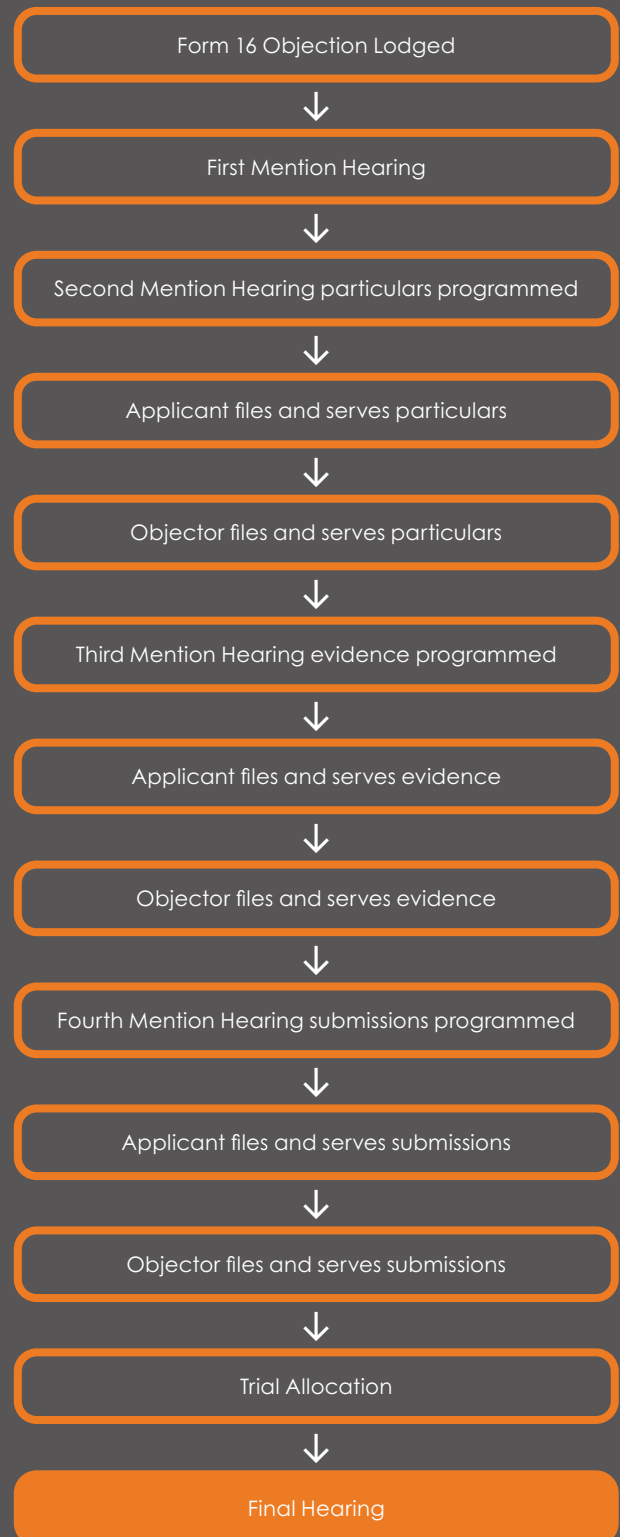 Form 16 Objection Lodged
First Mention Hearing
Second Mention Hearing particulars programmed
Applicant files and serves particulars
Objector files and serves particulars
Third Mention Hearing evidence programmed
Applicant files and serves evidence
Objector files and serves evidence
Fourth Mention Hearing submissions programmed
Applicant files and serves submissions
Objector files and serves submissions
Trial Allocation
Final Hearing